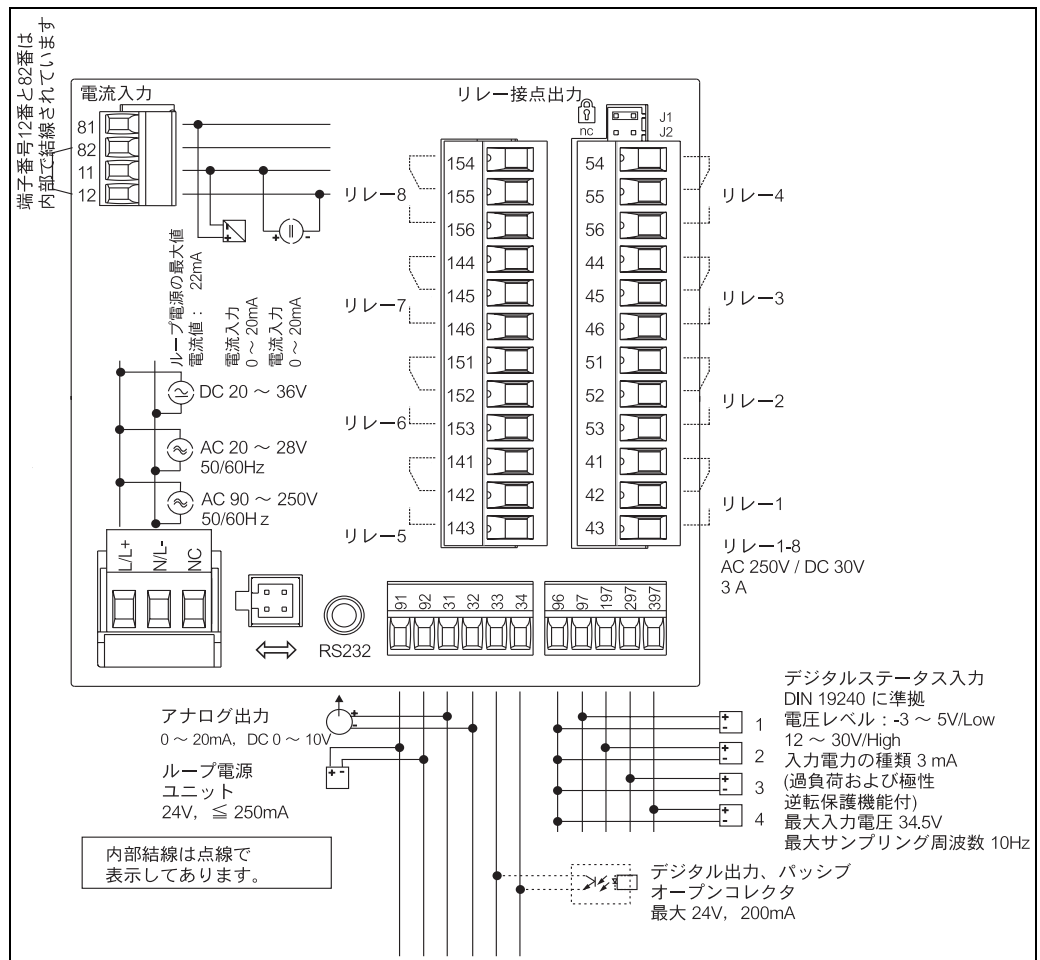 端子番号12番と82番は
内部で結線されています
電流入力
81
82
11
12
リレー接点出力
nc
J1
J2
154
155
156
144
145
146
151
152
153
141
142
143
54
55
56
44
45
46
51
52
53
41
42
43
リレー8
リレー7
リレー6
リレー5
リレー4
リレー3
リレー2
リレー1
リレー1-8
AC 250V / DC 30V
3 A
+
-
+
-
ループ電源の最大値
電流値： 22mA
電流入力
0 ～ 20mA
電流入力
0 ～ 20mA
DC 20 ～ 36V
AC 20 ～ 28V
50/60Hz
AC 90 ～ 250V
50/60Hz
L/L+
N/L-
NC
RS232
91
92
31
32
33
34
96
97
197
297
397
アナログ出力
0 ～ 20mA，DC 0 ～ 10V
+
-
ループ電源
ユニット
24V，≦ 250mA
+ -
内部結線は点線で
表示してあります。
+
-
1
+
-
2
+
-
3
+
-
4
デジタルステータス入力
DIN 19240 に準拠
電圧レベル：-3 ～ 5V/Low
12 ～ 30V/High
入力電力の種類 3 mA
(過負荷および極性
逆転保護機能付)
最大入力電圧 34.5V
最大サンプリング周波数 10Hz
デジタル出力、パッシブ
オープンコレクタ
最大 24V，200mA